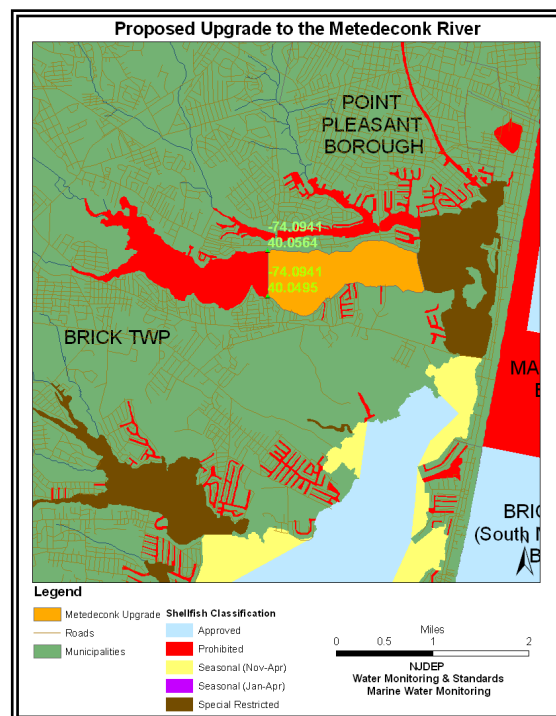 Proposed Upgrade to the Metedeconk River
POINT
PLEASANT
BOROUGH
-74.0941
40.0564
-74.0941
40.0495
BRICK TWP
MA
BRIC
(South N
B
Legend
Metedeconk Upgrade
Roads
Municipalities
Shellfish Classification
Approved
Prohibited
Seasonal (Nov-Apr)
Seasonal (Jan-Apr)
Special Restricted
Miles
0 0.5 1 2
NJDEP
Water Monitoring & Standards
Marine Water Monitoring